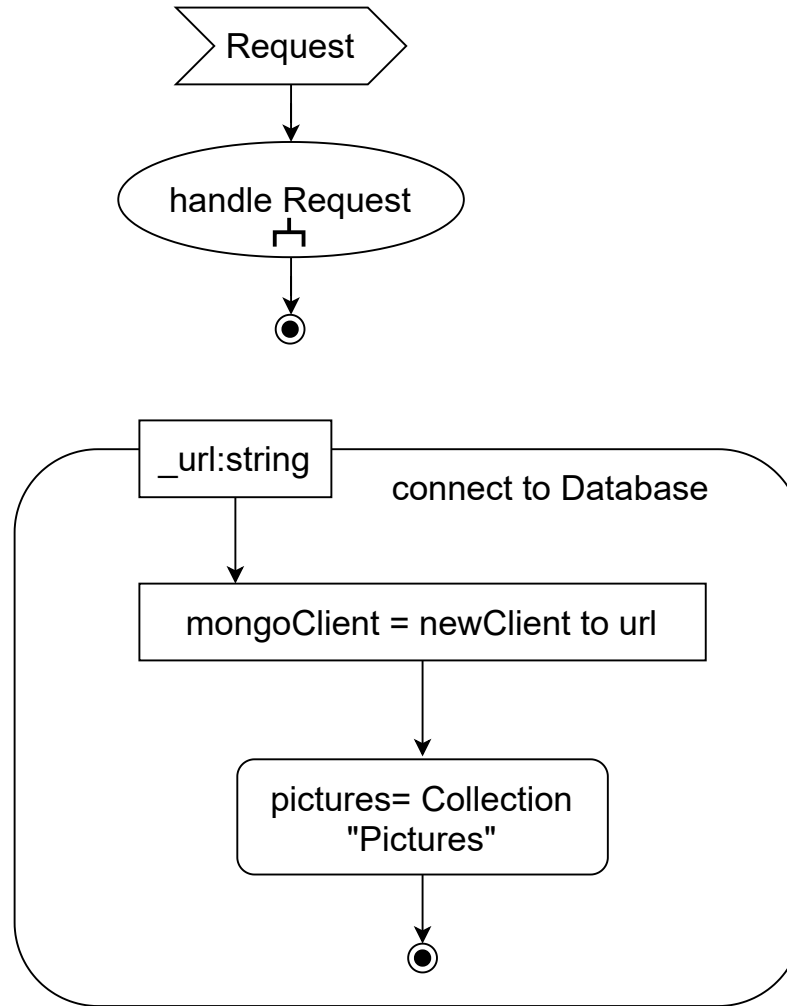 Request
handle Request
_url:string
connect to Database
mongoClient = newClient to url
pictures= Collection
"Pictures"